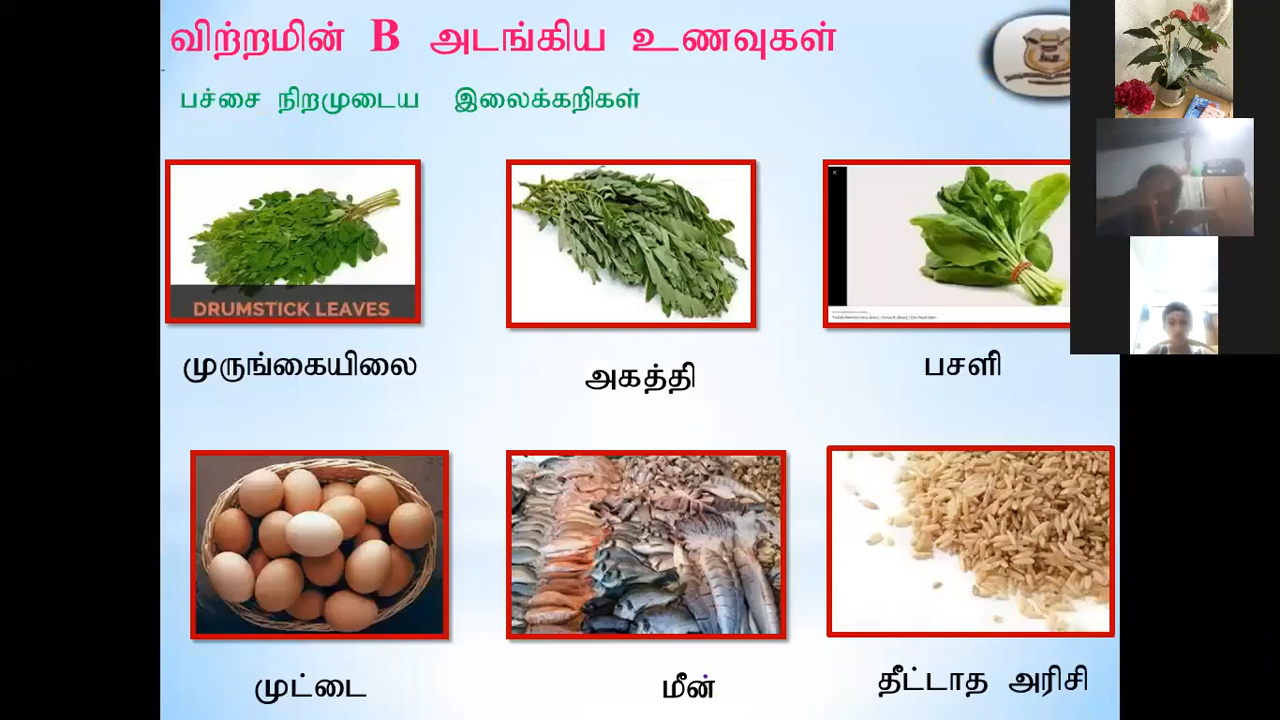 விற்றமின் B அடங்கிய உணவுகள்
பச்சை நிறமுடைய இலைக்கறிகள்
DRUMSTICK LEAVES
முருங்கையிலை
அகத்தி
பசளி
முட்டை
மீன்
தீட்டாத அரிசி